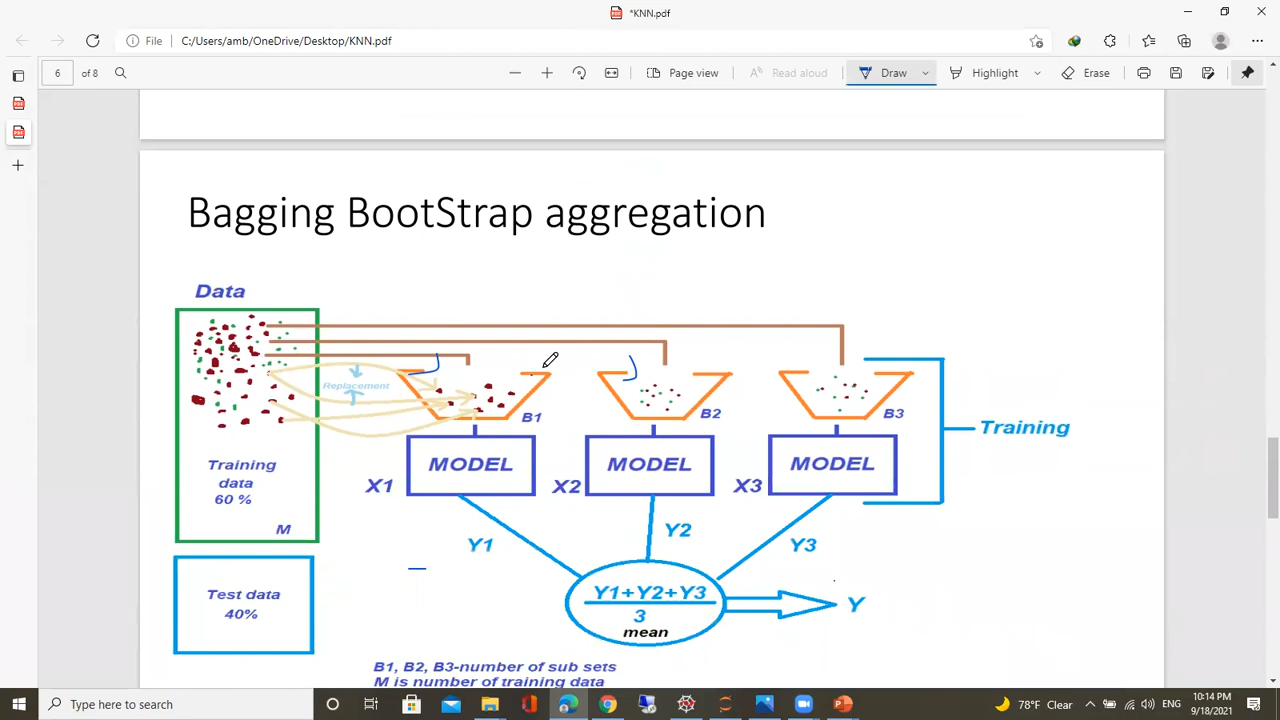 *KNN.pdf
File C:/Users/amb/OneDrive/Desktop/KNN.pdf
6 of 8 Page view Read aloud Draw Highlight Erase
Bagging BootStrap aggregation
Data
Replacement
B1 B2 B3
Training
MODEL MODEL MODEL
X1 X2 X3
Training
data
60 %
M
Y1 Y2 Y3
Test data
40%
Y1+Y2+Y3
3
mean
Y
B1, B2, B3-number of sub sets
M is number of training data
Type here to search
78°F Clear ENG
10:14 PM
9/18/2021